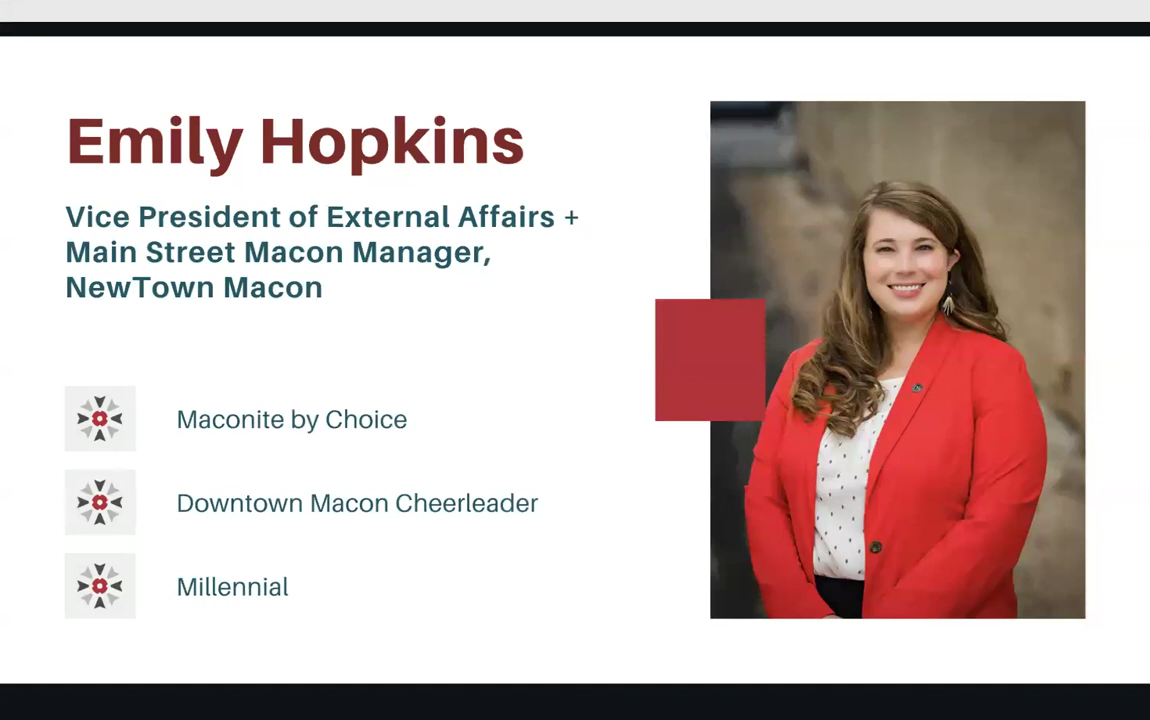 Emily Hopkins
Vice President of External Affairs +
Main Street Macon Manager,
NewTown Macon
Maconite by Choice
Downtown Macon Cheerleader
Millennial